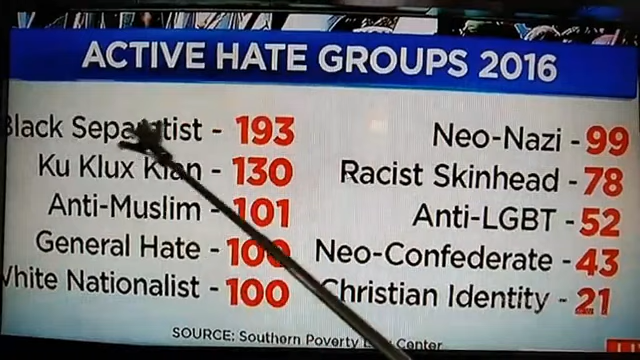 ACTIVE HATE GROUPS 2016
Black Separatist - 193
Ku Klux Klan - 130
Anti-Muslim - 101
General Hate - 100
White Nationalist - 100
Neo-Nazi - 99
Racist Skinhead - 78
Anti-LGBT - 52
Neo-Confederate - 43
Christian Identity - 21
SOURCE: Southern Poverty Law Center